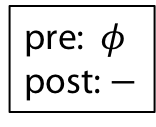 pre: ϕ
post: –